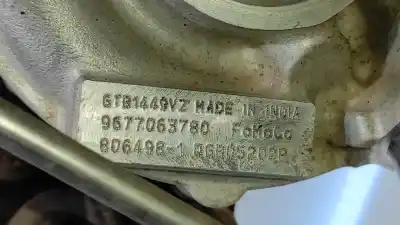 GTB1449VZ MADE IN INDIA
9677063780 FoMoCo
806498-1